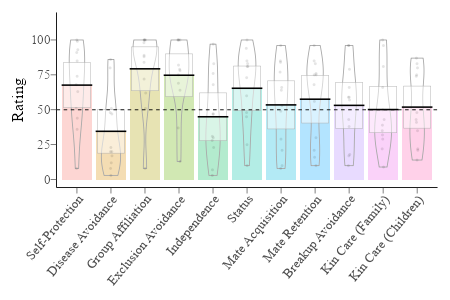 100
75
50
25
0
Rating
Self-Protection
Disease Avoidance
Group Affiliation
Exclusion Avoidance
Independence
Status
Mate Acquisition
Mate Retention
Breakup Avoidance
Kin Care (Family)
Kin Care (Children)